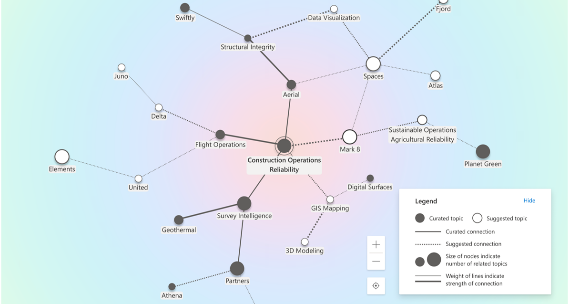 Swiftly
Data Visualization
Fjord
Structural Integrity
Juno
Spaces
Atlas
Aerial
Delta
Flight Operations
Mark 8
Sustainable Operations
Agricultural Reliability
Construction Operations
Reliability
Planet Green
Elements
United
Digital Surfaces
GIS Mapping
Survey Intelligence
Geothermal
3D Modeling
Partners
Athena
Legend
Hide
Curated topic
Suggested topic
Curated connection
Suggested connection
Size of nodes indicate
number of related topics
Weight of lines indicate
strength of connection